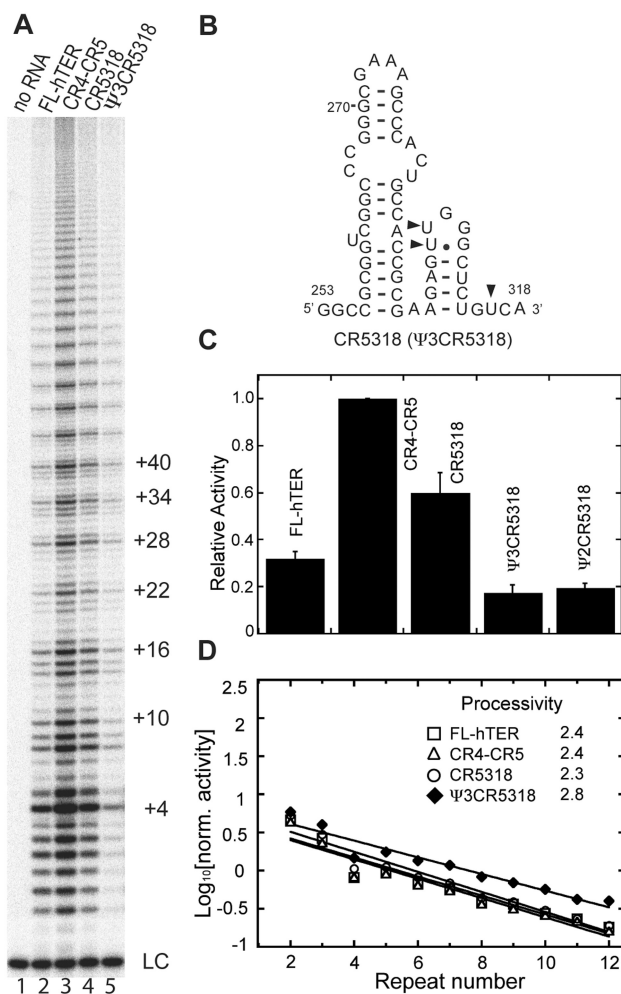 A
no RNA
FL-hTER
CR4-CR5
CR5318
Ψ3CR5318
+40
+34
+28
+22
+16
+10
+4
LC
1 2 3 4 5
B
A A
G A
270 G C
G C
G C
G C
C A
C C
U
C G
G C
G C U G
C A U G
U G C U G
G C G C
C G A U
G C G C
253 C G A U 318
5' G G C C G A A U G U C A 3'
CR5318 (Ψ3CR5318)
C
Relative Activity
1.0
0.8
0.6
0.4
0.2
0
FL-hTER
CR4-CR5
CR5318
Ψ3CR5318
Ψ2CR5318
D
Log₁₀[norm. activity]
2.5
2
1.5
1
0.5
0
-0.5
-1
Processivity
FL-hTER 2.4
CR4-CR5 2.4
CR5318 2.3
Ψ3CR5318 2.8
2 4 6 8 10 12
Repeat number